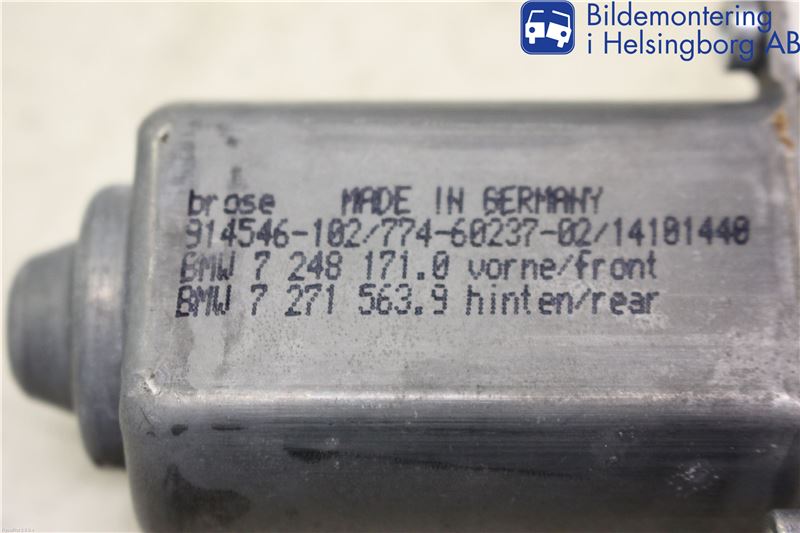 Bildemontering
i Helsingborg AB
brose MADE IN GERMANY
914546-102/774-60237-02/14101440
BMW 7 248 171.0 vorne/front
BMW 7 271 563.9 hinten/rear